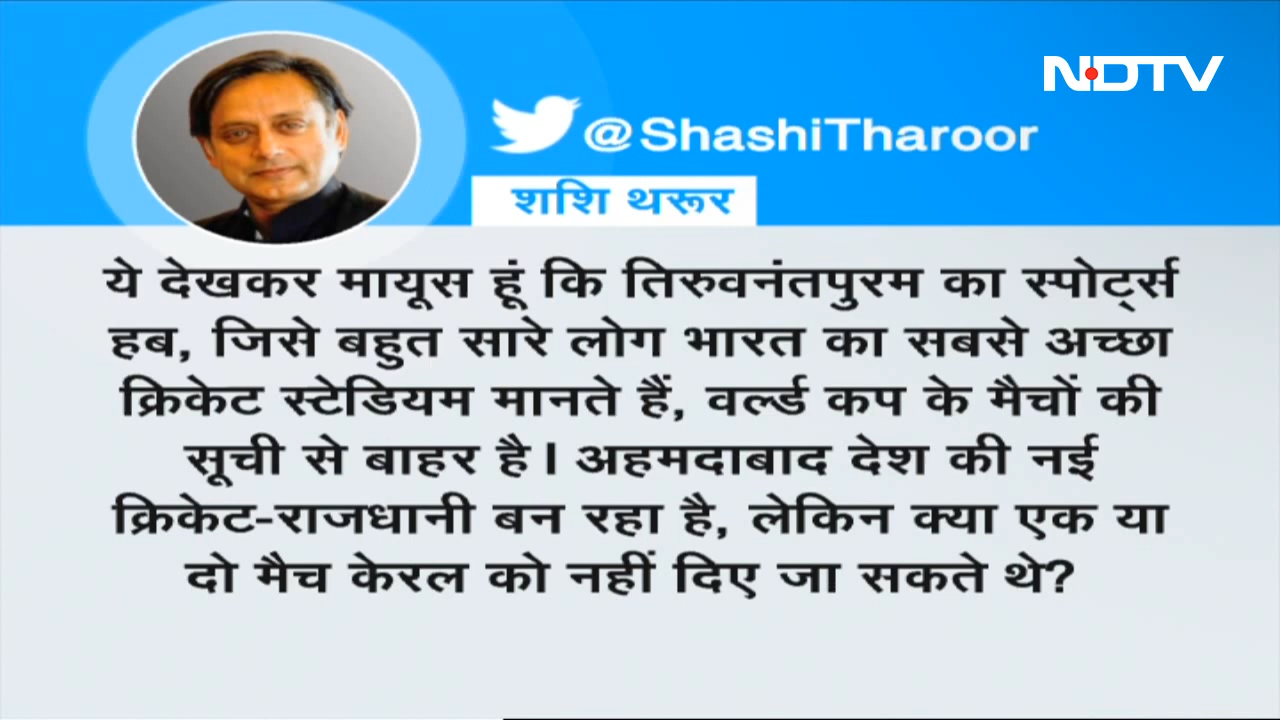 NDTV
@ShashiTharoor
शशि थरूर
ये देखकर मायूस हूं कि तिरुवनंतपुरम का स्पोर्ट्स
हब, जिसे बहुत सारे लोग भारत का सबसे अच्छा
क्रिकेट स्टेडियम मानते हैं, वर्ल्ड कप के मैचों की
सूची से बाहर है। अहमदाबाद देश की नई
क्रिकेट-राजधानी बन रहा है, लेकिन क्या एक या
दो मैच केरल को नहीं दिए जा सकते थे?